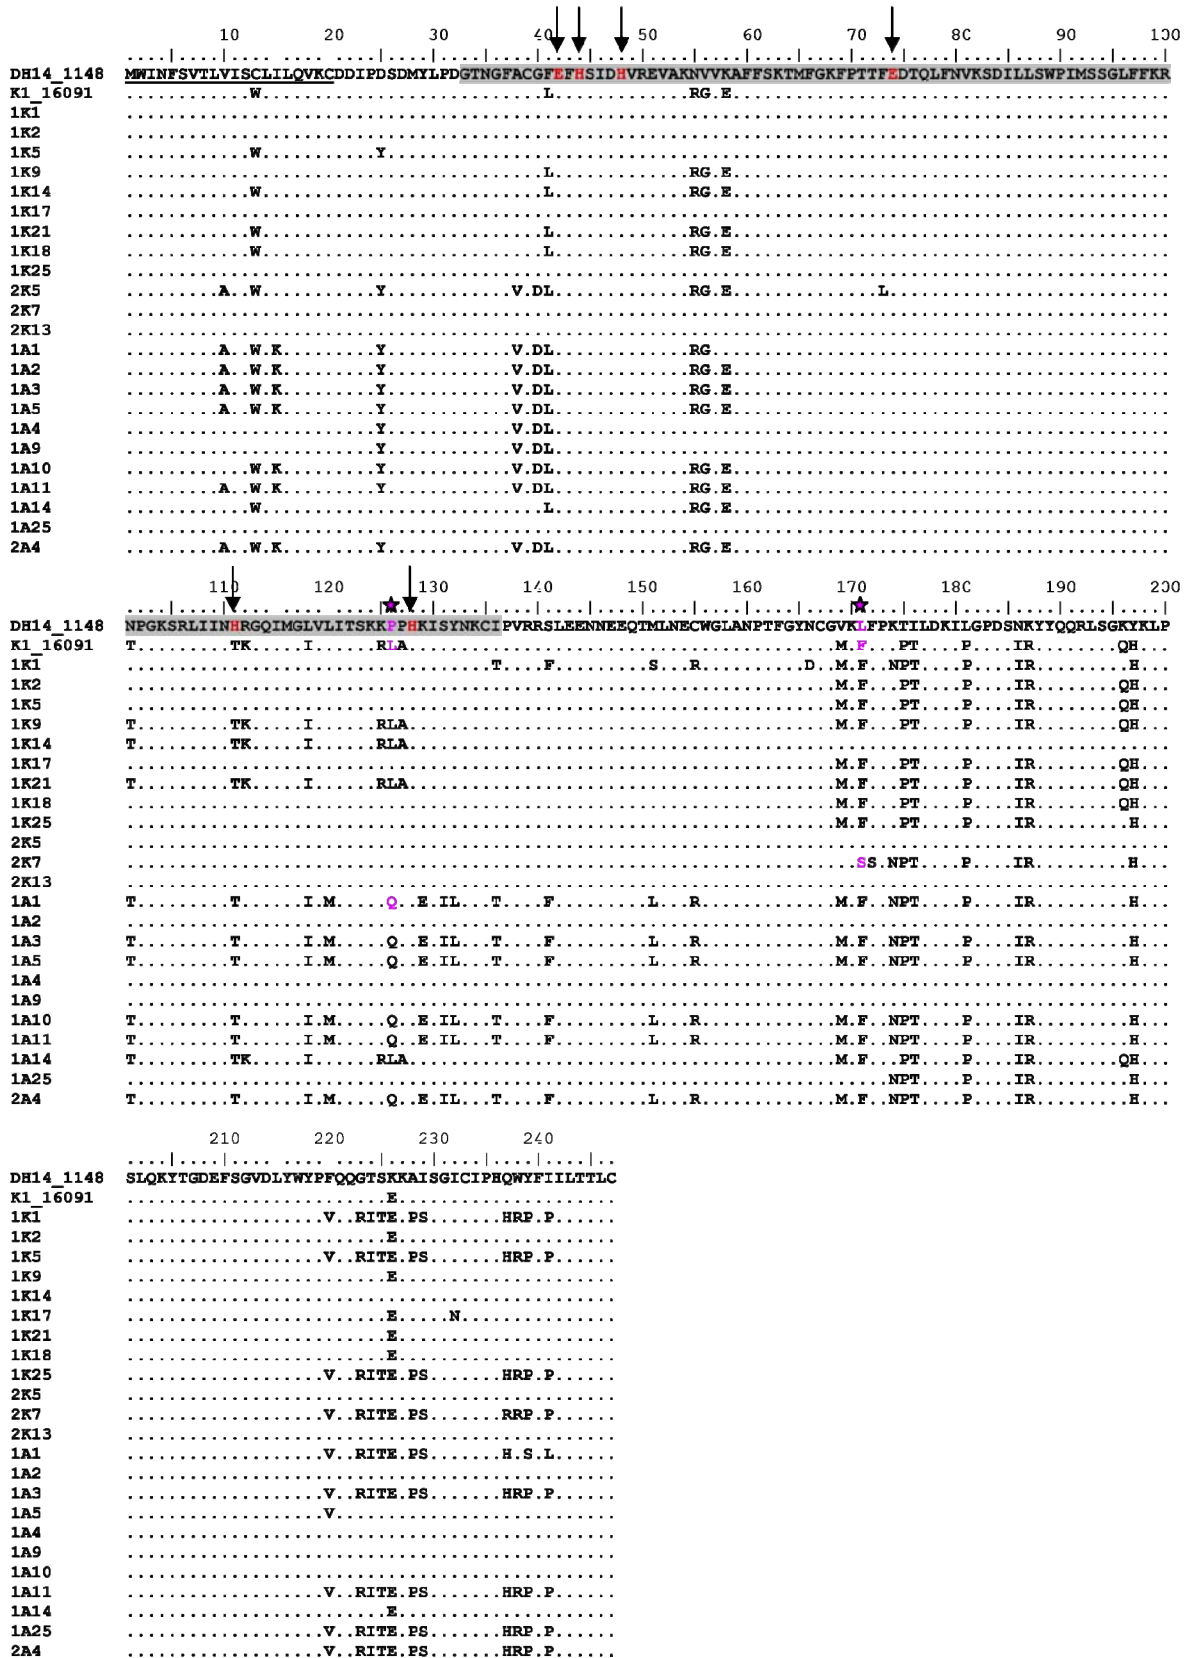 10 20 30 40 50 60 70 80 90 100
DH14_1148 MWINFSVTLVISCLILQVKCDDIPDSDMYLPDGTNGFACGFEFHSIDHVREVAKNVVKAFFSKTMFGKFPTTFEDTQLFNVKSDILLSWPIMSSGLFFKR
K1_16091 ............W...........................L.............RG.E..........................................
1K1 ....................................................................................................
1K2 ....................................................................................................
1K5 ............W...........Y...........................................................................
1K9 ........................................L.............RG.E..........................................
1K14 ............W...........................L.............RG.E..........................................
1K17 ....................................................................................................
1K21 ............W...........................L.............RG.E..........................................
1K18 ............W...........................L.............RG.E..........................................
1K25 ....................................................................................................
2K5 .........A..W...........Y............V.DL.............RG.E..............L...........................
2K7 ....................................................................................................
2K13 ....................................................................................................
1A1 .........A..W.K.........Y............V.DL.............RG............................................
1A2 .........A..W.K.........Y............V.DL.............RG.E..........................................
1A3 .........A..W.K.........Y............V.DL.............RG.E..........................................
1A5 .........A..W.K.........Y............V.DL.............RG.E..........................................
1A4 ........................Y............V.DL...........................................................
1A9 ........................Y............V.DL...........................................................
1A10 ............W.K.........Y............V.DL.............RG.E..........................................
1A11 .........A..W.K.........Y............V.DL.............RG.E..........................................
1A14 ............W...........................L.............RG.E..........................................
1A25 ....................................................................................................
2A4 .........A..W.K.........Y............V.DL.............RG.E..........................................
110 120 130 140 150 160 170 180 190 200
DH14_1148 NPGKSRLIINHRGQIMGLVLITSKKPPHKISYNKCIPVRRSLEENNEEQTMLNECWGLANPTFGYNCGVKLFPKTILDKILGPDSNKYYQQRLSGKYKLP
K1_16091 T.........TK.....I......RLA.........................................M.F...PT....P....IR........QH...
1K1 ...................................T....F.........S...R..........D..M.F..NPT....P....IR.........H...
1K2 ....................................................................M.F...PT....P....IR........QH...
1K5 ....................................................................M.F...PT....P....IR........QH...
1K9 T.........TK.....I......RLA.........................................M.F...PT....P....IR........QH...
1K14 T.........TK.....I......RLA.........................................................................
1K17 ....................................................................M.F...PT....P....IR........QH...
1K21 T.........TK.....I......RLA.........................................M.F...PT....P....IR........QH...
1K18 ....................................................................M.F...PT....P....IR........QH...
1K25 ....................................................................M.F...PT....P....IR.........H...
2K5 ....................................................................................................
2K7 ......................................................................SS.NPT....P....IR.........H...
2K13 ....................................................................................................
1A1 T.........T......I.M.....Q..E.IL...T....F.........L...R.............M.F..NPT....P....IR.........H...
1A2 ....................................................................................................
1A3 T.........T......I.M.....Q..E.IL...T....F.........L...R.............M.F..NPT....P....IR.........H...
1A5 T.........T......I.M.....Q..E.IL...T....F.........L...R.............M.F..NPT....P....IR.........H...
1A4 ....................................................................................................
1A9 ....................................................................................................
1A10 T.........T......I.M.....Q..E.IL...T....F.........L...R.............M.F..NPT....P....IR.........H...
1A11 T.........T......I.M.....Q..E.IL...T....F.........L...R.............M.F..NPT....P....IR.........H...
1A14 T.........TK.....I......RLA.........................................M.F...PT....P....IR........QH...
1A25 .........................................................................NPT....P....IR.........H...
2A4 T.........T......I.M.....Q..E.IL...T....F.........L...R.............M.F..NPT....P....IR.........H...
210 220 230 240
DH14_1148 SLQKYTGDEFSGVDLYWYPFQQGTSKKAISGICIPHQWYFIILTTLC
K1_16091 .........................E.....................
1K1 ...................V..RITE.PS.......HRP.P......
1K2 .........................E.....................
1K5 ...................V..RITE.PS.......HRP.P......
1K9 .........................E.....................
1K14 ...............................................
1K17 .........................E.....N...............
1K21 .........................E.....................
1K18 .........................E.....................
1K25 ...................V..RITE.PS.......HRP.P......
2K5 ...............................................
2K7 ...................V..RITE.PS.......RRP.P......
2K13 ...............................................
1A1 ...................V..RITE.PS.......H.S.L......
1A2 ...............................................
1A3 ...................V..RITE.PS.......HRP.P......
1A5 ...................V...........................
1A4 ...............................................
1A9 ...............................................
1A10 ...............................................
1A11 ...................V..RITE.PS.......HRP.P......
1A14 .........................E.....................
1A25 ...................V..RITE.PS.......HRP.P......
2A4 ...................V..RITE.PS.......HRP.P......